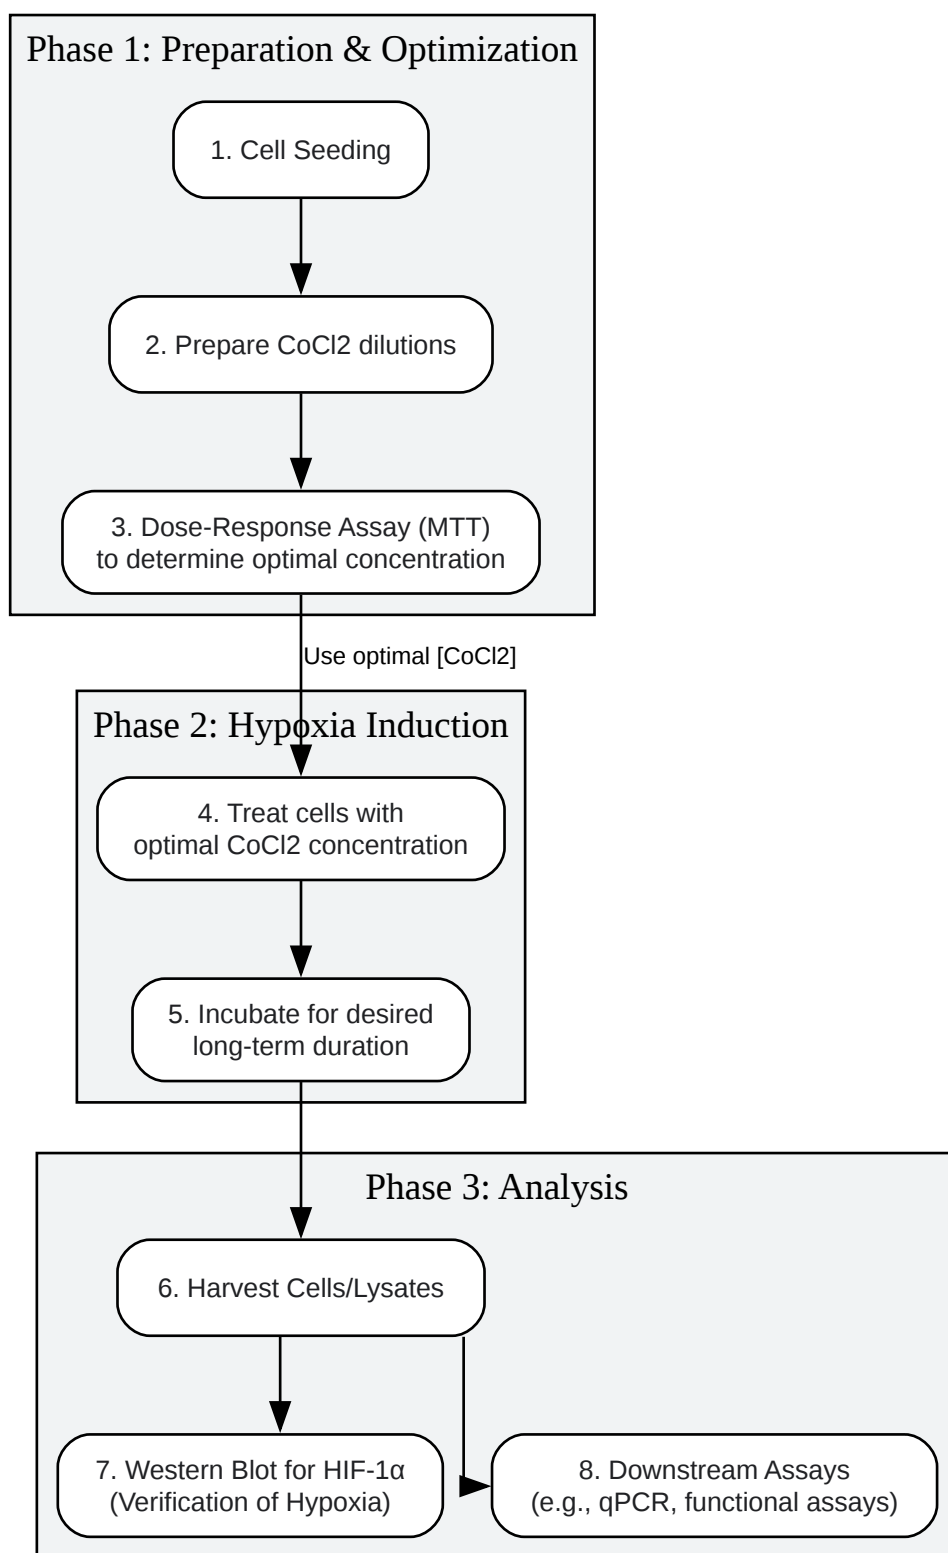 Phase 1: Preparation & Optimization
1. Cell Seeding
2. Prepare CoCl2 dilutions
3. Dose-Response Assay (MTT)
to determine optimal concentration
Use optimal [CoCl2]
Phase 2: Hypoxia Induction
4. Treat cells with
optimal CoCl2 concentration
5. Incubate for desired
long-term duration
Phase 3: Analysis
6. Harvest Cells/Lysates
7. Western Blot for HIF-1α
(Verification of Hypoxia)
8. Downstream Assays
(e.g., qPCR, functional assays)